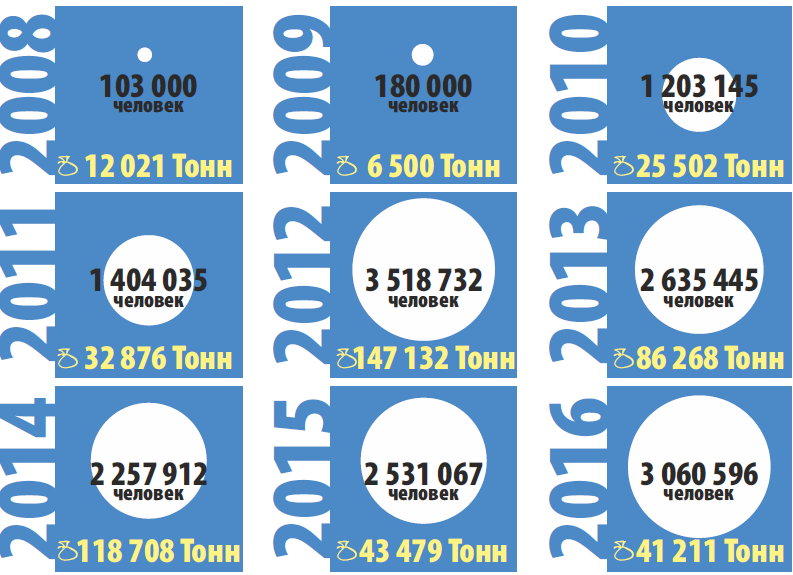 2008
103 000
человек
12 021 Тонн
2009
180 000
человек
6 500 Тонн
2010
1 203 145
человек
25 502 Тонн
2011
1 404 035
человек
32 876 Тонн
2012
3 518 732
человек
147 132 Тонн
2013
2 635 445
человек
86 268 Тонн
2014
2 257 912
человек
118 708 Тонн
2015
2 531 067
человек
43 479 Тонн
2016
3 060 596
человек
41 211 Тонн